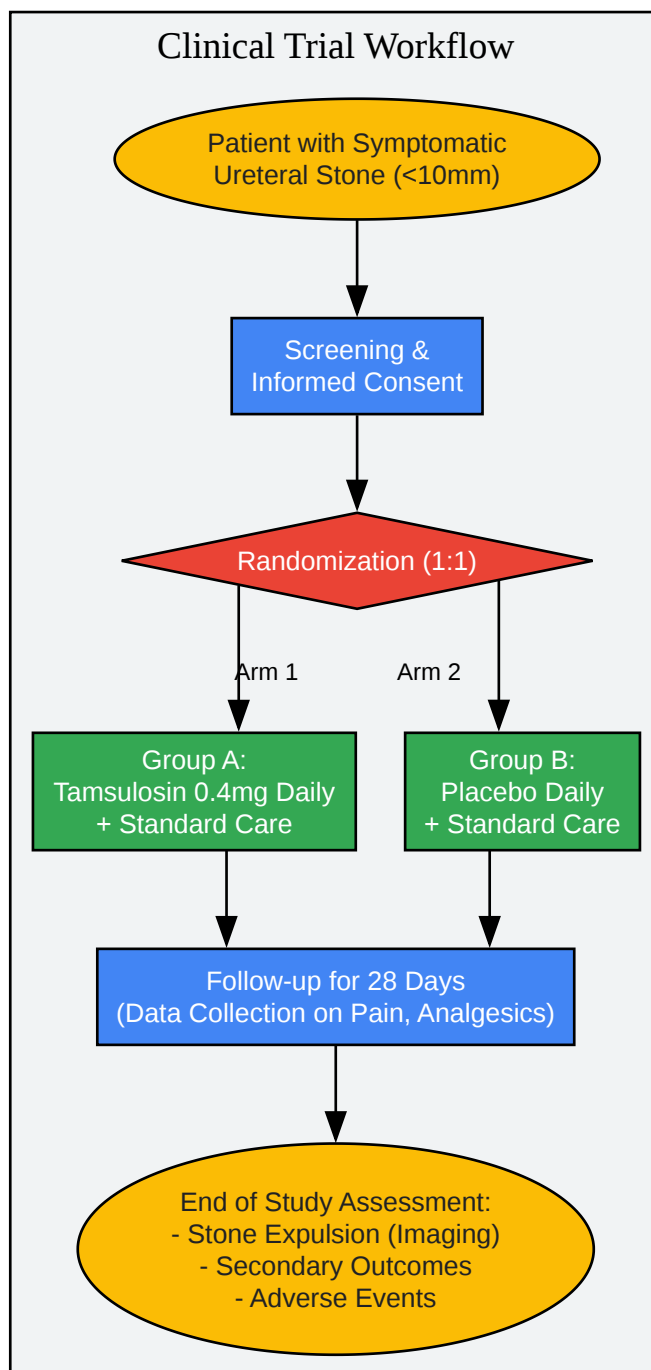 Clinical Trial Workflow
Patient with Symptomatic
Ureteral Stone (<10mm)
Screening &
Informed Consent
Randomization (1:1)
Arm 1
Arm 2
Group A:
Tamsulosin 0.4mg Daily
+ Standard Care
Group B:
Placebo Daily
+ Standard Care
Follow-up for 28 Days
(Data Collection on Pain, Analgesics)
End of Study Assessment:
- Stone Expulsion (Imaging)
- Secondary Outcomes
- Adverse Events